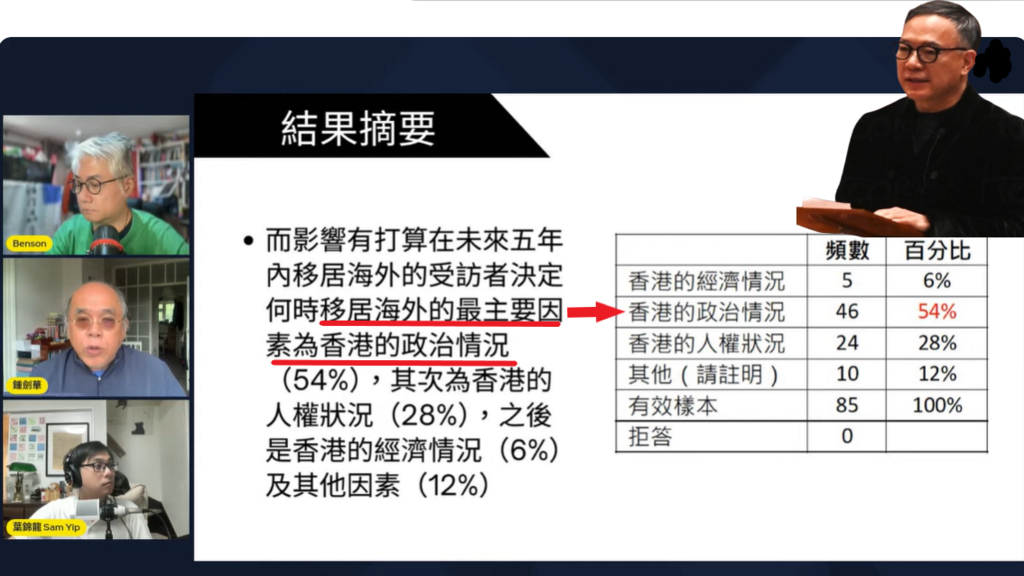 結果摘要
• 而影響有打算在未來五年
內移居海外的受訪者決定
何時移居海外的最主要因
素為香港的政治情況
（54%），其次為香港的
人權狀況（28%），之後
是香港的經濟情況（6%）
及其他因素（12%）
頻數 百分比
香港的經濟情況 5 6%
香港的政治情況 46 54%
香港的人權狀況 24 28%
其他（請註明） 10 12%
有效樣本 85 100%
拒答 0
Benson
鍾劍華
葉錦龍 Sam Yip